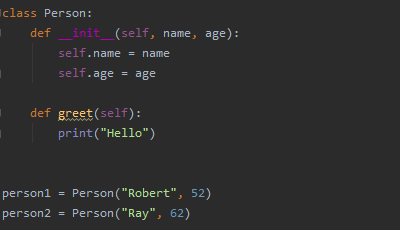 class Person:
    def __init__(self, name, age):
        self.name = name
        self.age = age

    def greet(self):
        print("Hello")


person1 = Person("Robert", 52)
person2 = Person("Ray", 62)